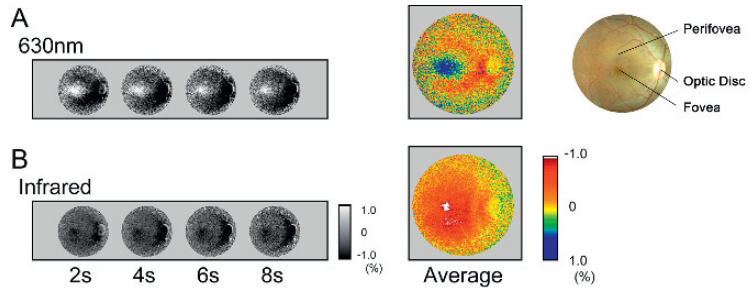 A
630nm
Perifovea
Optic Disc
Fovea
B
Infrared
1.0
0
-1.0
(%)
-1.0
0
1.0
(%)
2s 4s 6s 8s
Average